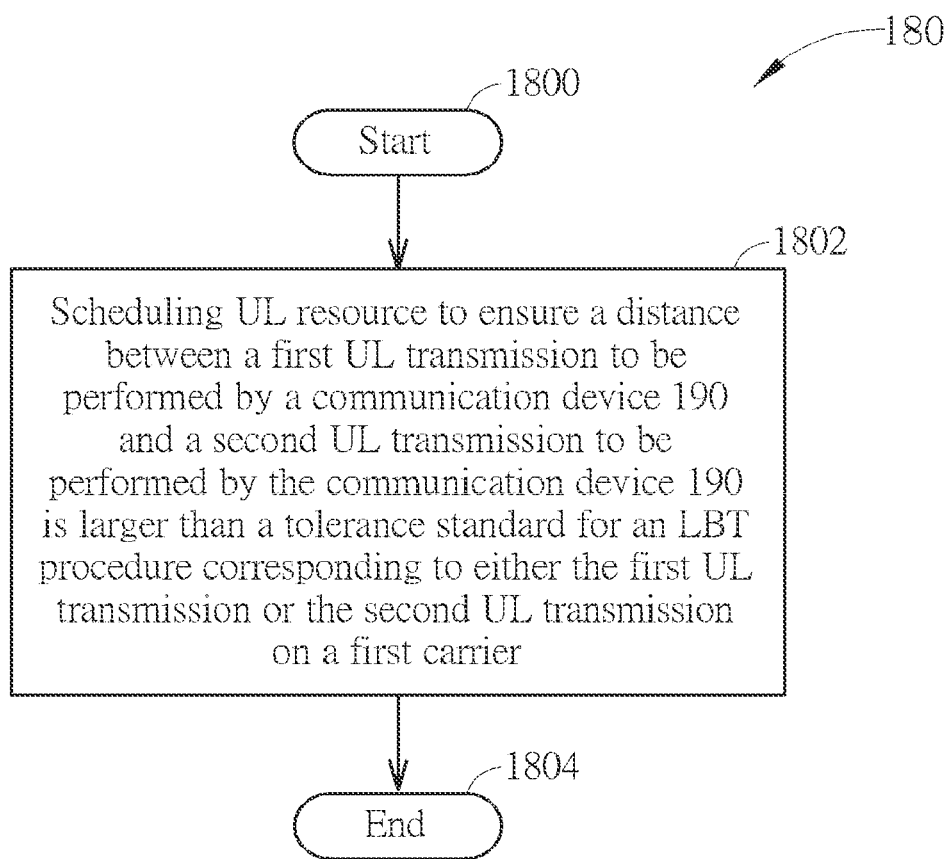 180
1800
Start
1802
Scheduling UL resource to ensure a distance
between a first UL transmission to be
performed by a communication device 190
and a second UL transmission to be
performed by the communication device 190
is larger than a tolerance standard for an LBT
procedure corresponding to either the first UL
transmission or the second UL transmission
on a first carrier
1804
End